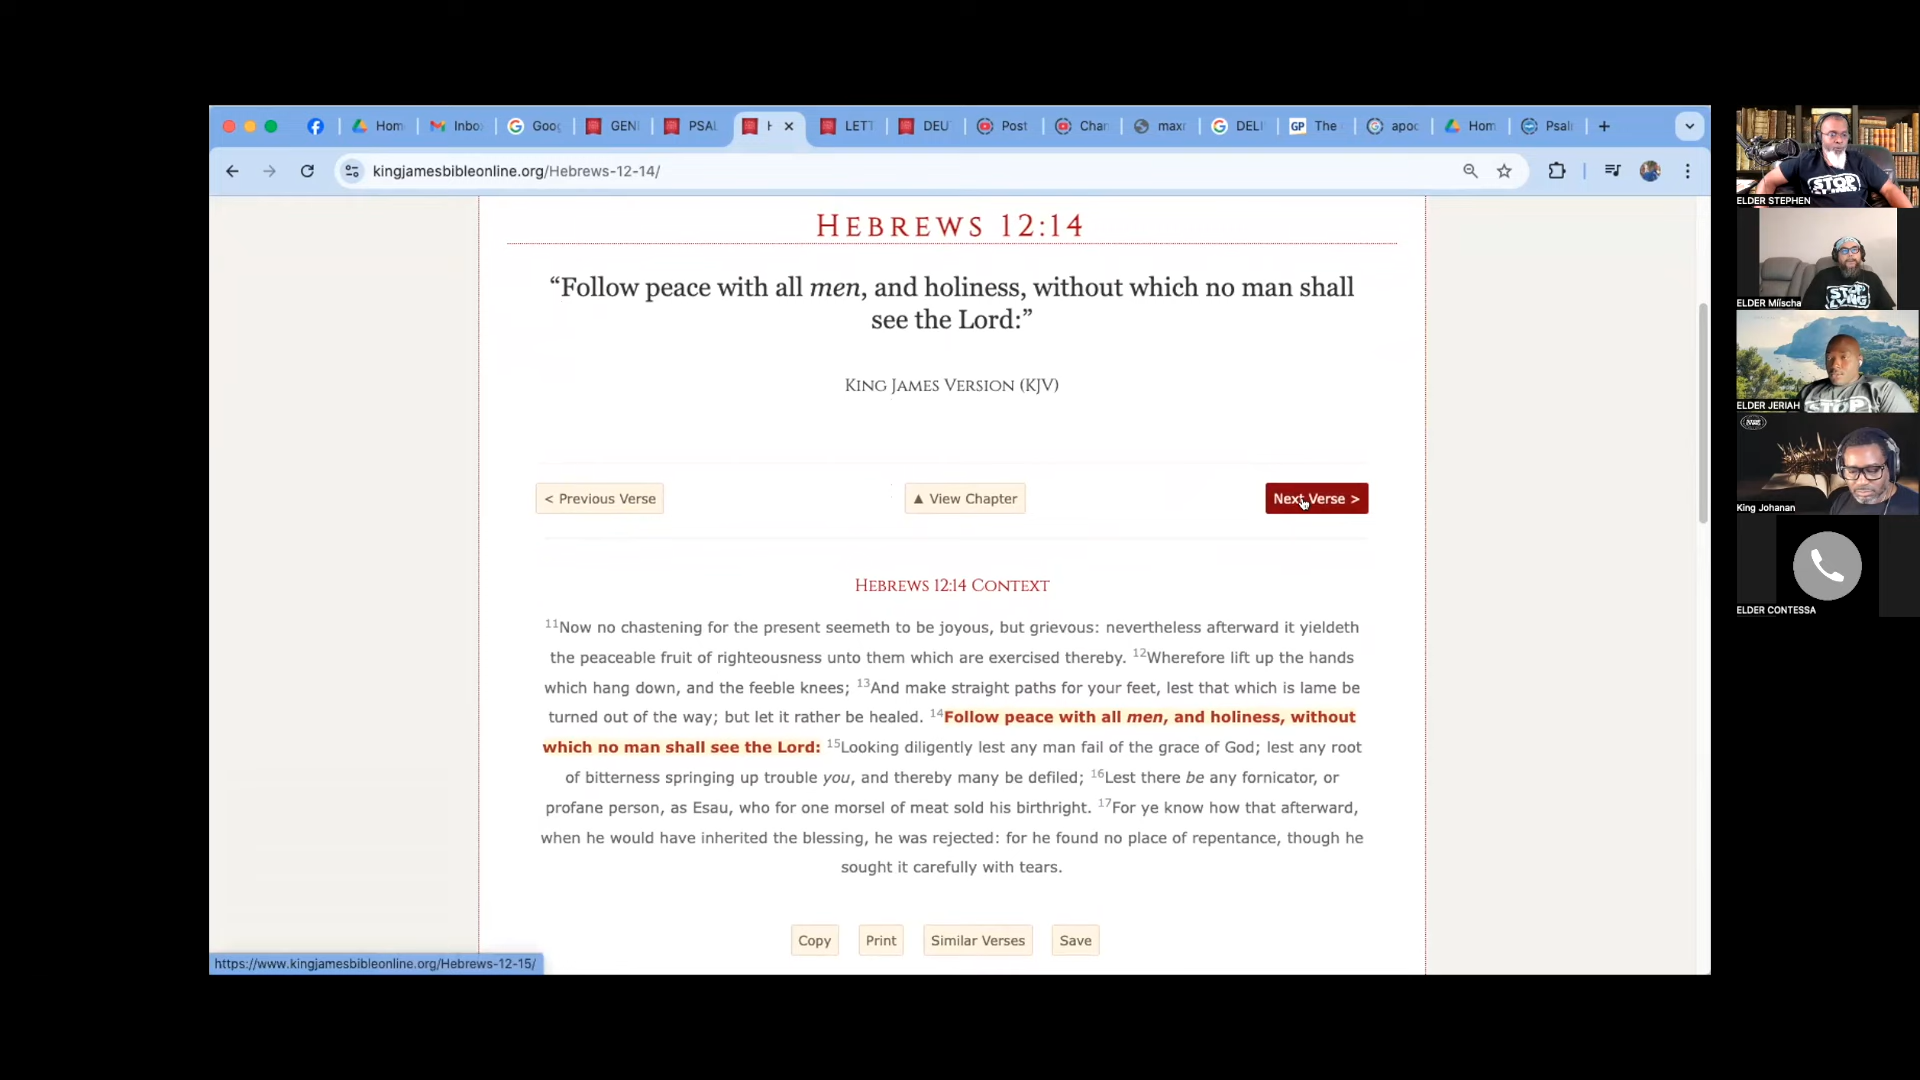 Hom
Inbo
Goo
GEN
PSAL
H
LETT
DEU
Post
Chan
maxr
DELI
GP The
apoc
Hom
Psal
kingjamesbibleonline.org/Hebrews-12-14/
HEBREWS 12:14
“Follow peace with all men, and holiness, without which no man shall
see the Lord:”
KING JAMES VERSION (KJV)
< Previous Verse
▲ View Chapter
Next Verse >
HEBREWS 12:14 CONTEXT
11Now no chastening for the present seemeth to be joyous, but grievous: nevertheless afterward it yieldeth
the peaceable fruit of righteousness unto them which are exercised thereby. 12Wherefore lift up the hands
which hang down, and the feeble knees; 13And make straight paths for your feet, lest that which is lame be
turned out of the way; but let it rather be healed. 14Follow peace with all men, and holiness, without
which no man shall see the Lord: 15Looking diligently lest any man fail of the grace of God; lest any root
of bitterness springing up trouble you, and thereby many be defiled; 16Lest there be any fornicator, or
profane person, as Esau, who for one morsel of meat sold his birthright. 17For ye know how that afterward,
when he would have inherited the blessing, he was rejected: for he found no place of repentance, though he
sought it carefully with tears.
Copy
Print
Similar Verses
Save
https://www.kingjamesbibleonline.org/Hebrews-12-15/
STOP
ELDER STEPHEN
STOP
LYING
ELDER Miischa
STOP
ELDER JERIAH
King Johanan
ELDER CONTESSA